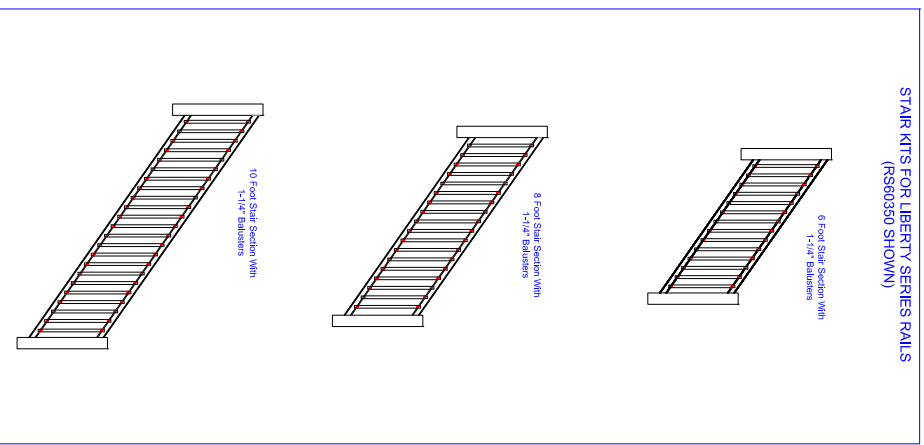 STAIR KITS FOR LIBERTY SERIES RAILS
(RS60350 SHOWN)
6 Foot Stair Section With
1-1/4" Balusters
8 Foot Stair Section With
1-1/4" Balusters
10 Foot Stair Section With
1-1/4" Balusters